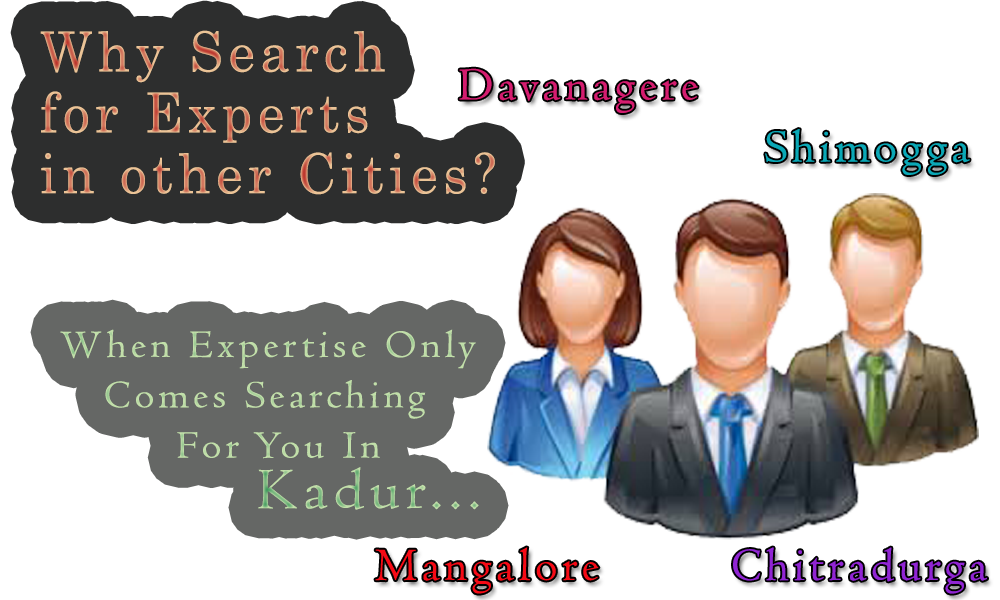 Why Search
for Experts
in other Cities?
Davanagere
Shimogga
When Expertise Only
Comes Searching
For You In
Kadur...
Mangalore
Chitradurga